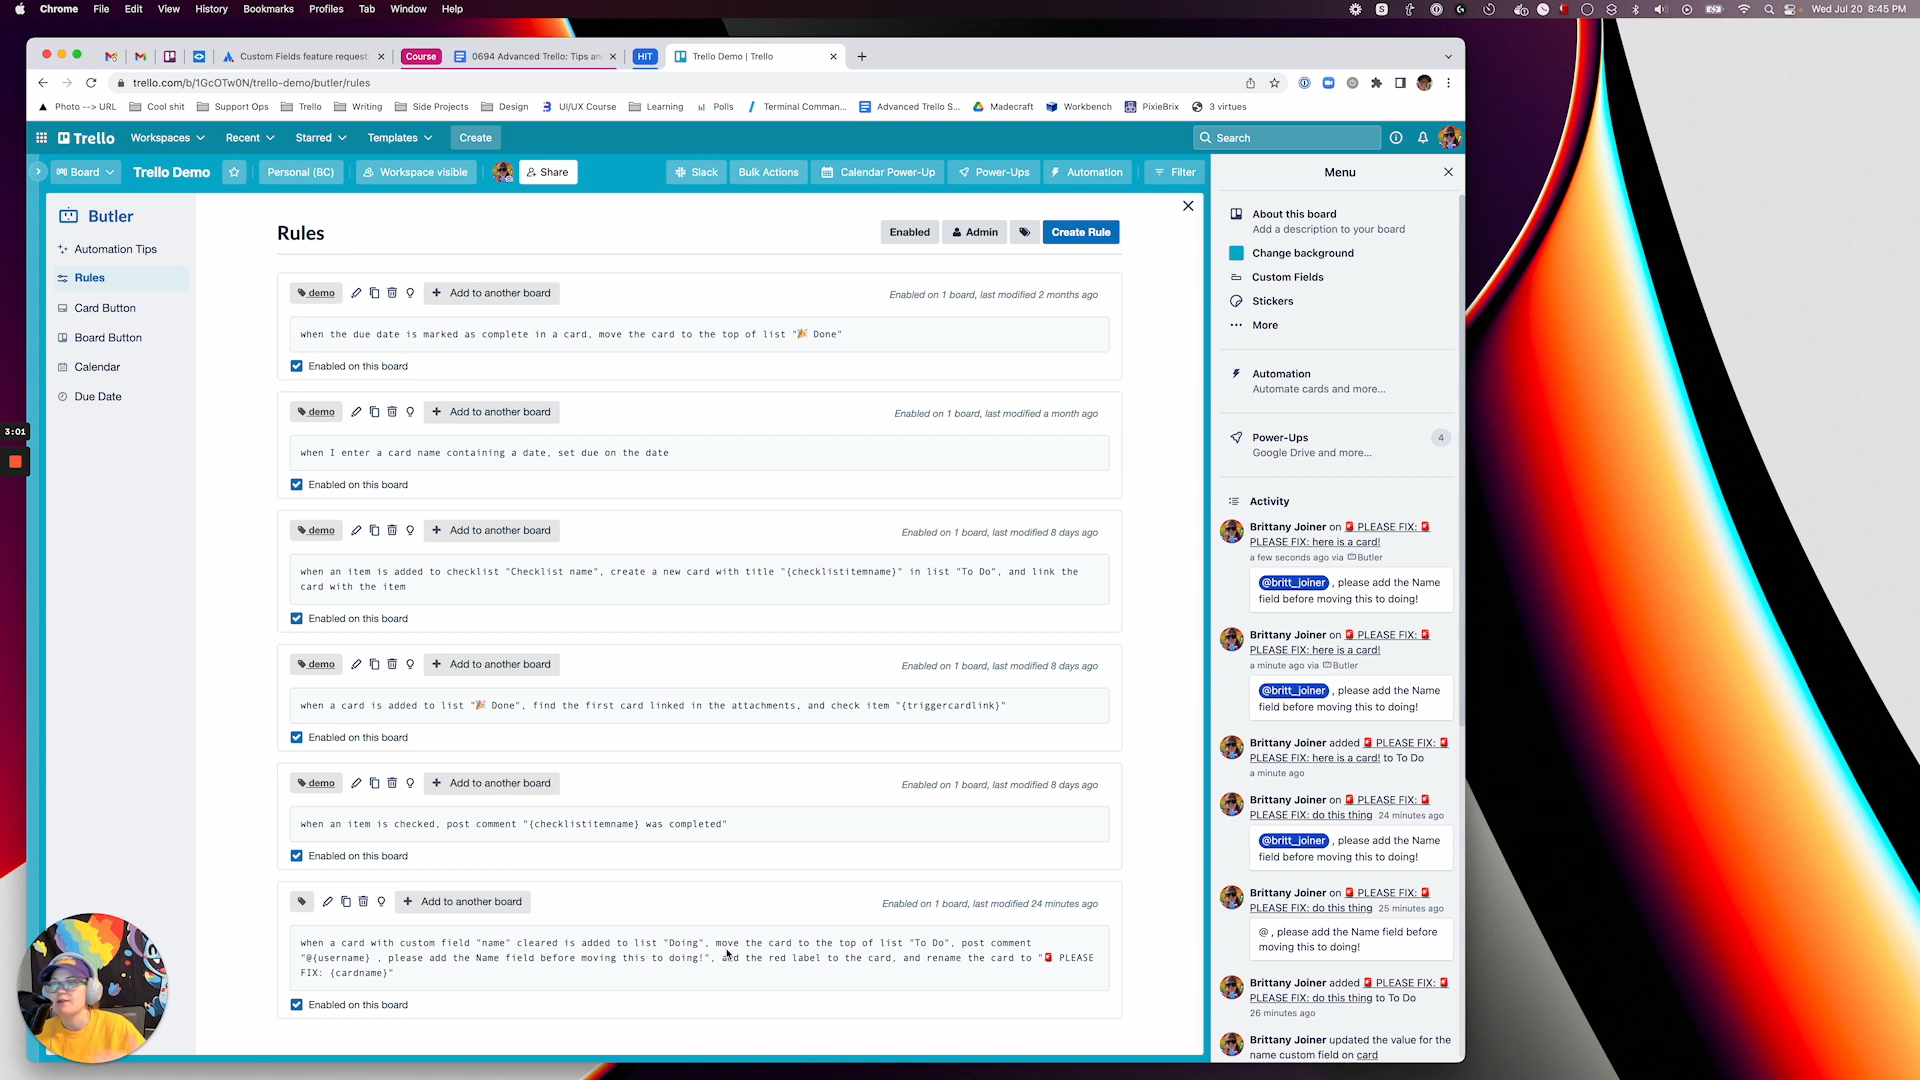 Chrome File Edit View History Bookmarks Profiles Tab Window Help
Wed Jul 20 8:45 PM
Custom Fields feature request
Course
0694 Advanced Trello: Tips an
HIT
Trello Demo | Trello
trello.com/b/1GcOTw0N/trello-demo/butler/rules
Photo --> URL Cool shit Support Ops Trello Writing Side Projects Design UI/UX Course Learning Polls Terminal Comman... Advanced Trello S... Madecraft Workbench PixieBrix 3 virtues
Trello Workspaces Recent Starred Templates Create Search
Board Trello Demo Personal (BC) Workspace visible Share Slack Bulk Actions Calendar Power-Up Power-Ups Automation Filter
Butler
Automation Tips
Rules
Card Button
Board Button
Calendar
Due Date
3:01
Rules
Enabled Admin Create Rule
demo + Add to another board Enabled on 1 board, last modified 2 months ago
when the due date is marked as complete in a card, move the card to the top of list "🎉 Done"
Enabled on this board
demo + Add to another board Enabled on 1 board, last modified a month ago
when I enter a card name containing a date, set due on the date
Enabled on this board
demo + Add to another board Enabled on 1 board, last modified 8 days ago
when an item is added to checklist "Checklist name", create a new card with title "{checklistitemname}" in list "To Do", and link the
card with the item
Enabled on this board
demo + Add to another board Enabled on 1 board, last modified 8 days ago
when a card is added to list "🎉 Done", find the first card linked in the attachments, and check item "{triggercardlink}"
Enabled on this board
demo + Add to another board Enabled on 1 board, last modified 8 days ago
when an item is checked, post comment "{checklistitemname} was completed"
Enabled on this board
+ Add to another board Enabled on 1 board, last modified 24 minutes ago
when a card with custom field "name" cleared is added to list "Doing", move the card to the top of list "To Do", post comment
"@{username} , please add the Name field before moving this to doing!", add the red label to the card, and rename the card to "🚨 PLEASE
FIX: {cardname}"
Enabled on this board
Menu
About this board
Add a description to your board
Change background
Custom Fields
Stickers
More
Automation
Automate cards and more...
Power-Ups 4
Google Drive and more...
Activity
Brittany Joiner on 🚨 PLEASE FIX: 🚨
PLEASE FIX: here is a card!
a few seconds ago via Butler
@britt_joiner , please add the Name
field before moving this to doing!
Brittany Joiner on 🚨 PLEASE FIX: 🚨
PLEASE FIX: here is a card!
a minute ago via Butler
@britt_joiner , please add the Name
field before moving this to doing!
Brittany Joiner added 🚨 PLEASE FIX: 🚨
PLEASE FIX: here is a card! to To Do
a minute ago
Brittany Joiner on 🚨 PLEASE FIX: 🚨
PLEASE FIX: do this thing 24 minutes ago
@britt_joiner , please add the Name
field before moving this to doing!
Brittany Joiner on 🚨 PLEASE FIX: 🚨
PLEASE FIX: do this thing 25 minutes ago
@ , please add the Name field before
moving this to doing!
Brittany Joiner added 🚨 PLEASE FIX: 🚨
PLEASE FIX: do this thing to To Do
26 minutes ago
Brittany Joiner updated the value for the
name custom field on card